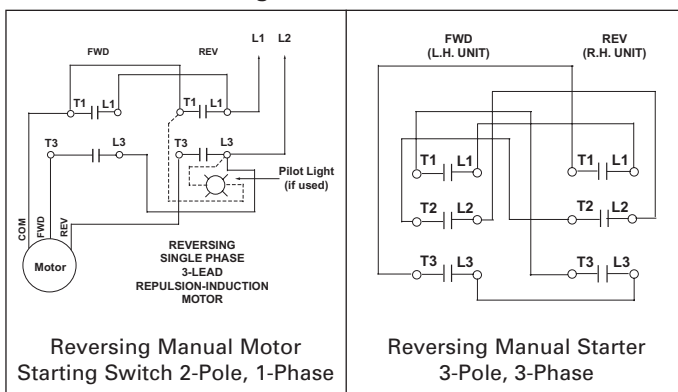 L1 L2
FWD REV
T1 L1 T1 L1
T3 L3 T3 L3
Pilot Light
(if used)
COM
FWD
REV
Motor
REVERSING
SINGLE PHASE
3-LEAD
REPULSION-INDUCTION
MOTOR
Reversing Manual Motor
Starting Switch 2-Pole, 1-Phase
FWD
(L.H. UNIT)
REV
(R.H. UNIT)
T1 L1 T1 L1
T2 L2 T2 L2
T3 L3 T3 L3
Reversing Manual Starter
3-Pole, 3-Phase